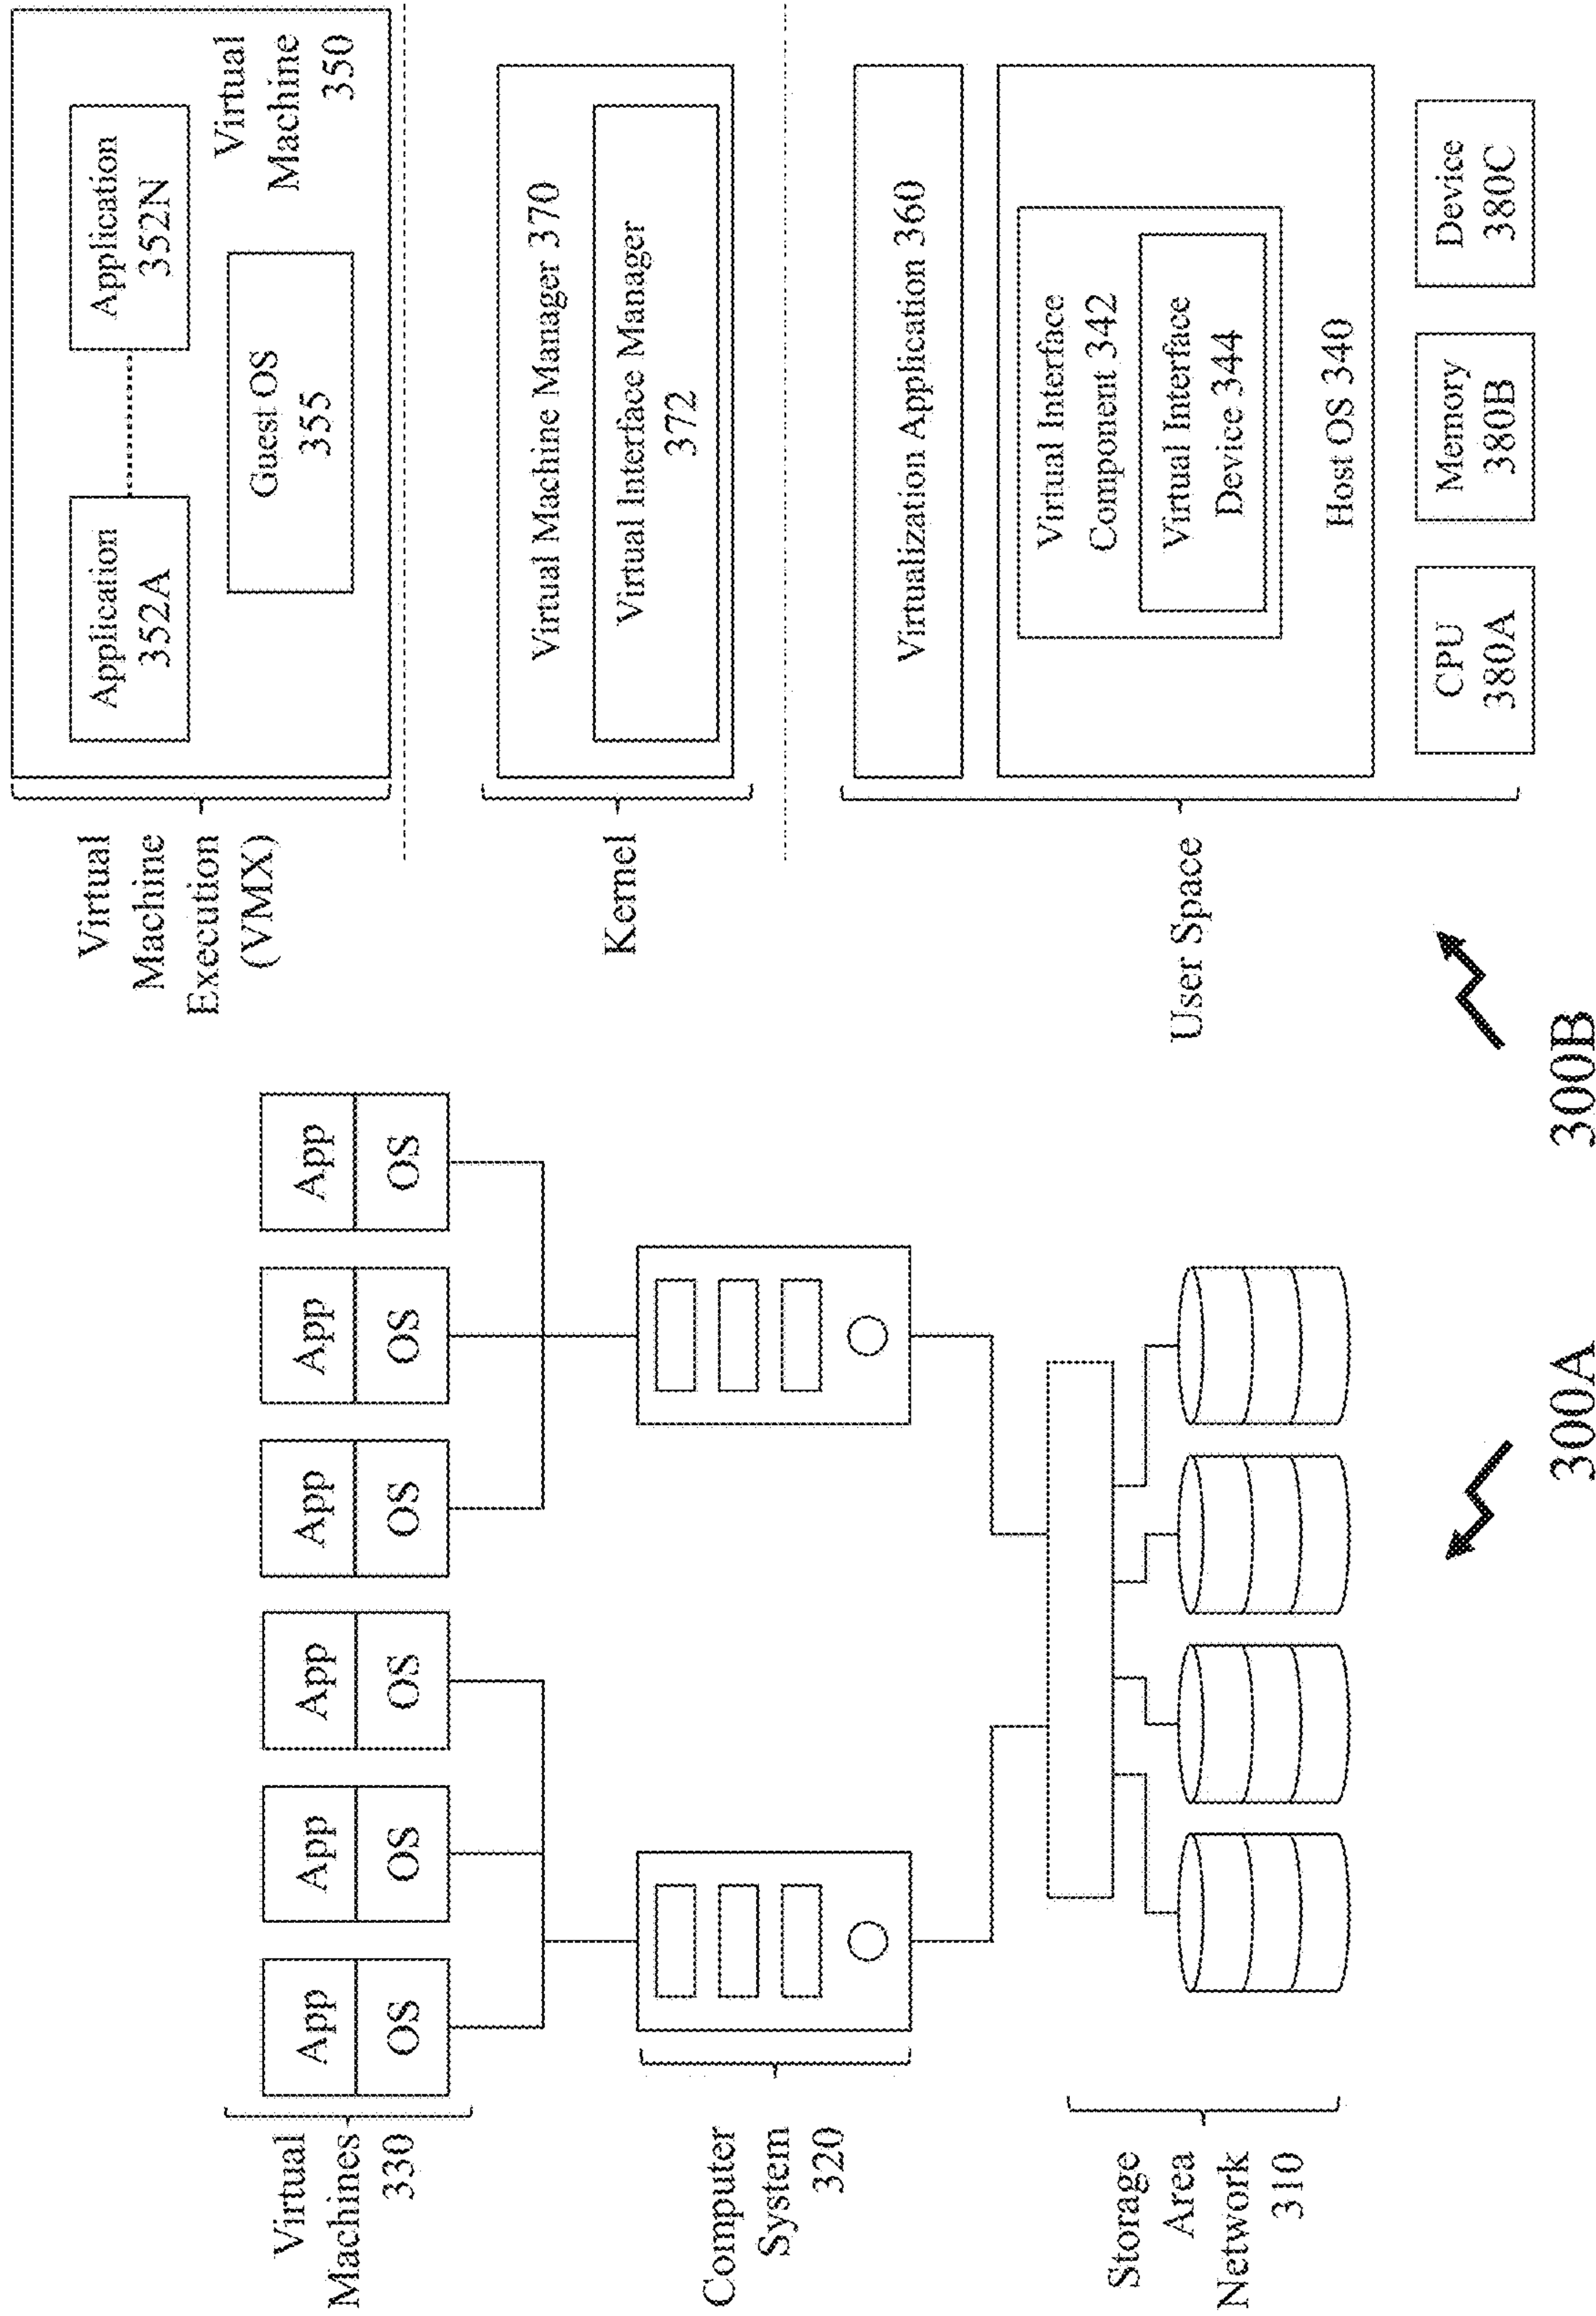 Virtual
Machines
330
App
OS
App
OS
App
OS
App
OS
App
OS
App
OS
Computer
System
320
Storage
Area
Network
310
300A
Virtual
Machine
Execution
(VMX)
Application
352A
Application
352N
Guest OS
355
Virtual
Machine
350
Kernel
Virtual Machine Manager 370
Virtual Interface Manager
372
User Space
Virtualization Application 360
Virtual Interface
Component 342
Virtual Interface
Device 344
Host OS 340
CPU
380A
Memory
380B
Device
380C
300B